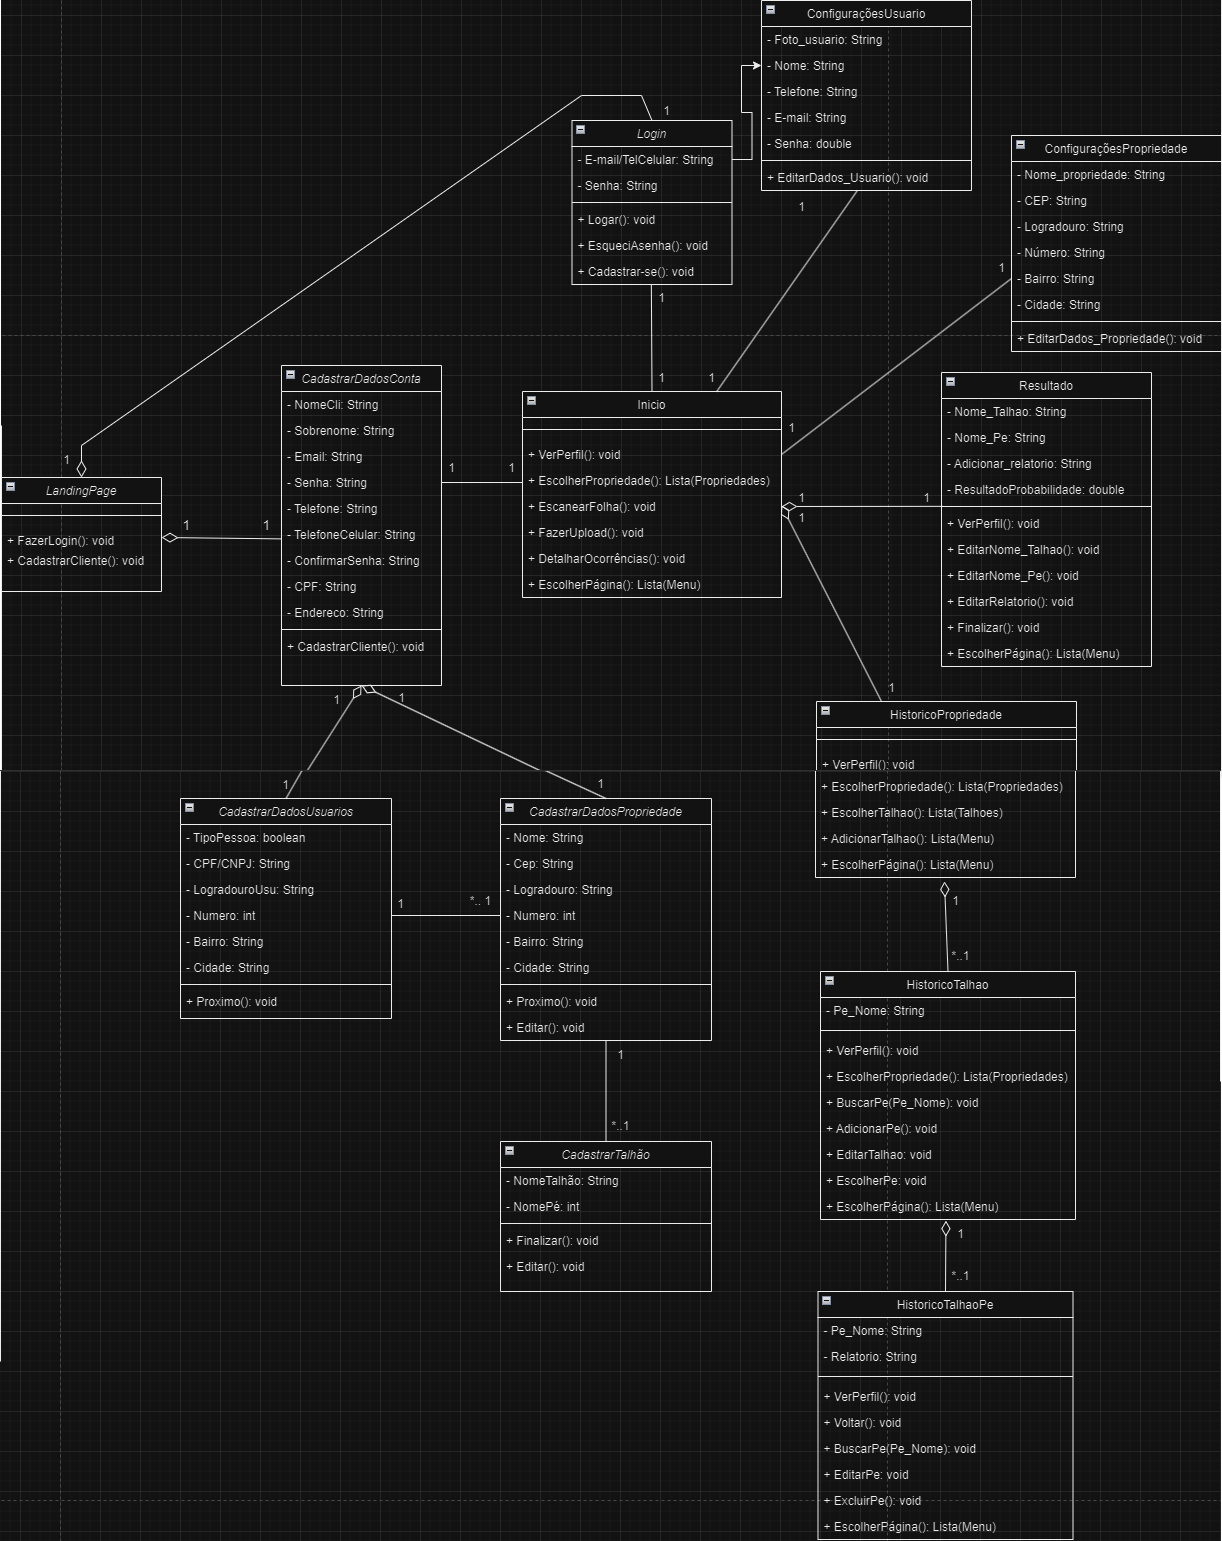 ConfiguraçõesUsuario
- Foto_usuario: String
- Nome: String
- Telefone: String
- E-mail: String
- Senha: double
+ EditarDados_Usuario(): void
1
1
Login
- E-mail/TelCelular: String
- Senha: String
+ Logar(): void
+ EsqueciAsenha(): void
+ Cadastrar-se(): void
1
1
ConfiguraçõesPropriedade
- Nome_propriedade: String
- CEP: String
- Logradouro: String
- Número: String
- Bairro: String
- Cidade: String
+ EditarDados_Propriedade(): void
1
1
1
LandingPage
+ FazerLogin(): void
+ CadastrarCliente(): void
1
1
1
CadastrarDadosConta
- NomeCli: String
- Sobrenome: String
- Email: String
- Senha: String
- Telefone: String
- TelefoneCelular: String
- ConfirmarSenha: String
- CPF: String
- Endereco: String
+ CadastrarCliente(): void
1
1
1
1
Inicio
+ VerPerfil(): void
+ EscolherPropriedade(): Lista(Propriedades)
+ EscanearFolha(): void
+ FazerUpload(): void
+ DetalharOcorrências(): void
+ EscolherPágina(): Lista(Menu)
1
1
1
1
Resultado
- Nome_Talhao: String
- Nome_Pe: String
- Adicionar_relatorio: String
- ResultadoProbabilidade: double
+ VerPerfil(): void
+ EditarNome_Talhao(): void
+ EditarNome_Pe(): void
+ EditarRelatorio(): void
+ Finalizar(): void
+ EscolherPágina(): Lista(Menu)
1
HistoricoPropriedade
+ VerPerfil(): void
+ EscolherPropriedade(): Lista(Propriedades)
+ EscolherTalhao(): Lista(Talhoes)
+ AdicionarTalhao(): Lista(Menu)
+ EscolherPágina(): Lista(Menu)
1
*..1
1
CadastrarDadosUsuarios
- TipoPessoa: boolean
- CPF/CNPJ: String
- LogradouroUsu: String
- Numero: int
- Bairro: String
- Cidade: String
+ Proximo(): void
1
*.. 1
1
CadastrarDadosPropriedade
- Nome: String
- Cep: String
- Logradouro: String
- Numero: int
- Bairro: String
- Cidade: String
+ Proximo(): void
+ Editar(): void
1
*..1
CadastrarTalhão
- NomeTalhão: String
- NomePé: int
+ Finalizar(): void
+ Editar(): void
HistoricoTalhao
- Pe_Nome: String
+ VerPerfil(): void
+ EscolherPropriedade(): Lista(Propriedades)
+ BuscarPe(Pe_Nome): void
+ AdicionarPe(): void
+ EditarTalhao: void
+ EscolherPe: void
+ EscolherPágina(): Lista(Menu)
1
*..1
HistoricoTalhaoPe
- Pe_Nome: String
- Relatorio: String
+ VerPerfil(): void
+ Voltar(): void
+ BuscarPe(Pe_Nome): void
+ EditarPe: void
+ ExcluirPe(): void
+ EscolherPágina(): Lista(Menu)